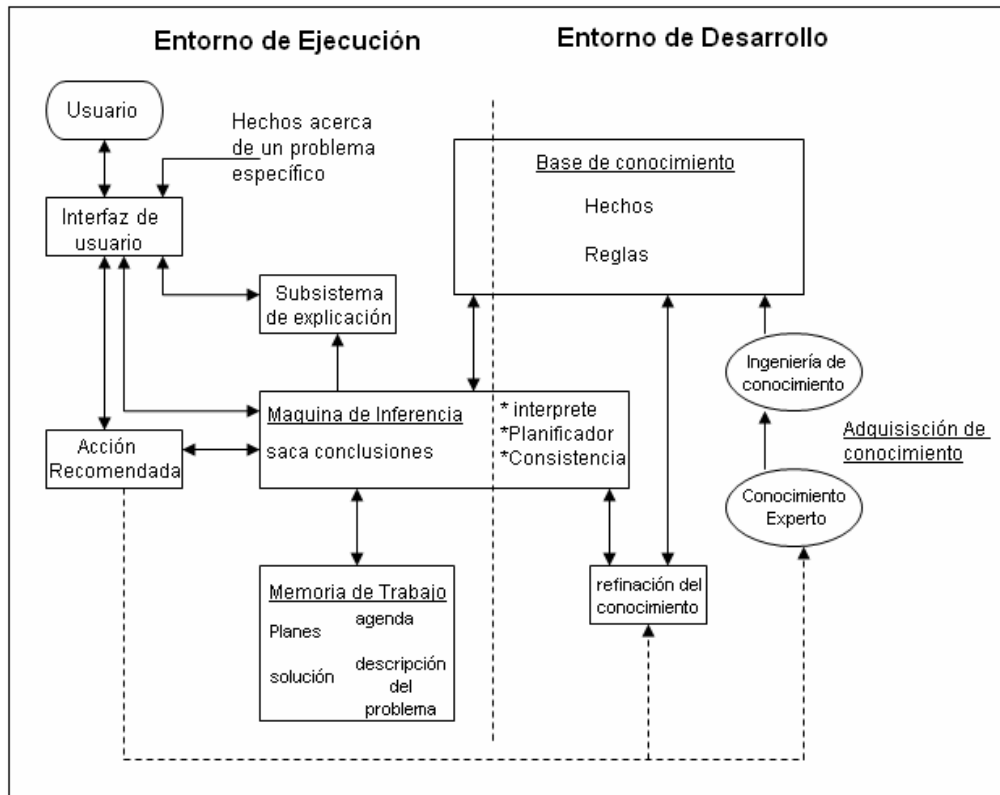 Entorno de Ejecución
Entorno de Desarrollo
Usuario
Hechos acerca
de un problema
específico
Interfaz de
usuario
Base de conocimiento
Hechos
Reglas
Subsistema
de explicación
Ingeniería de
conocimiento
Maquina de Inferencia
saca conclusiones
* interprete
*Planificador
*Consistencia
Adquisisción de
conocimiento
Acción
Recomendada
Conocimiento
Experto
Memoria de Trabajo
Planes
agenda
solución
descripción
del
problema
refinación del
conocimiento